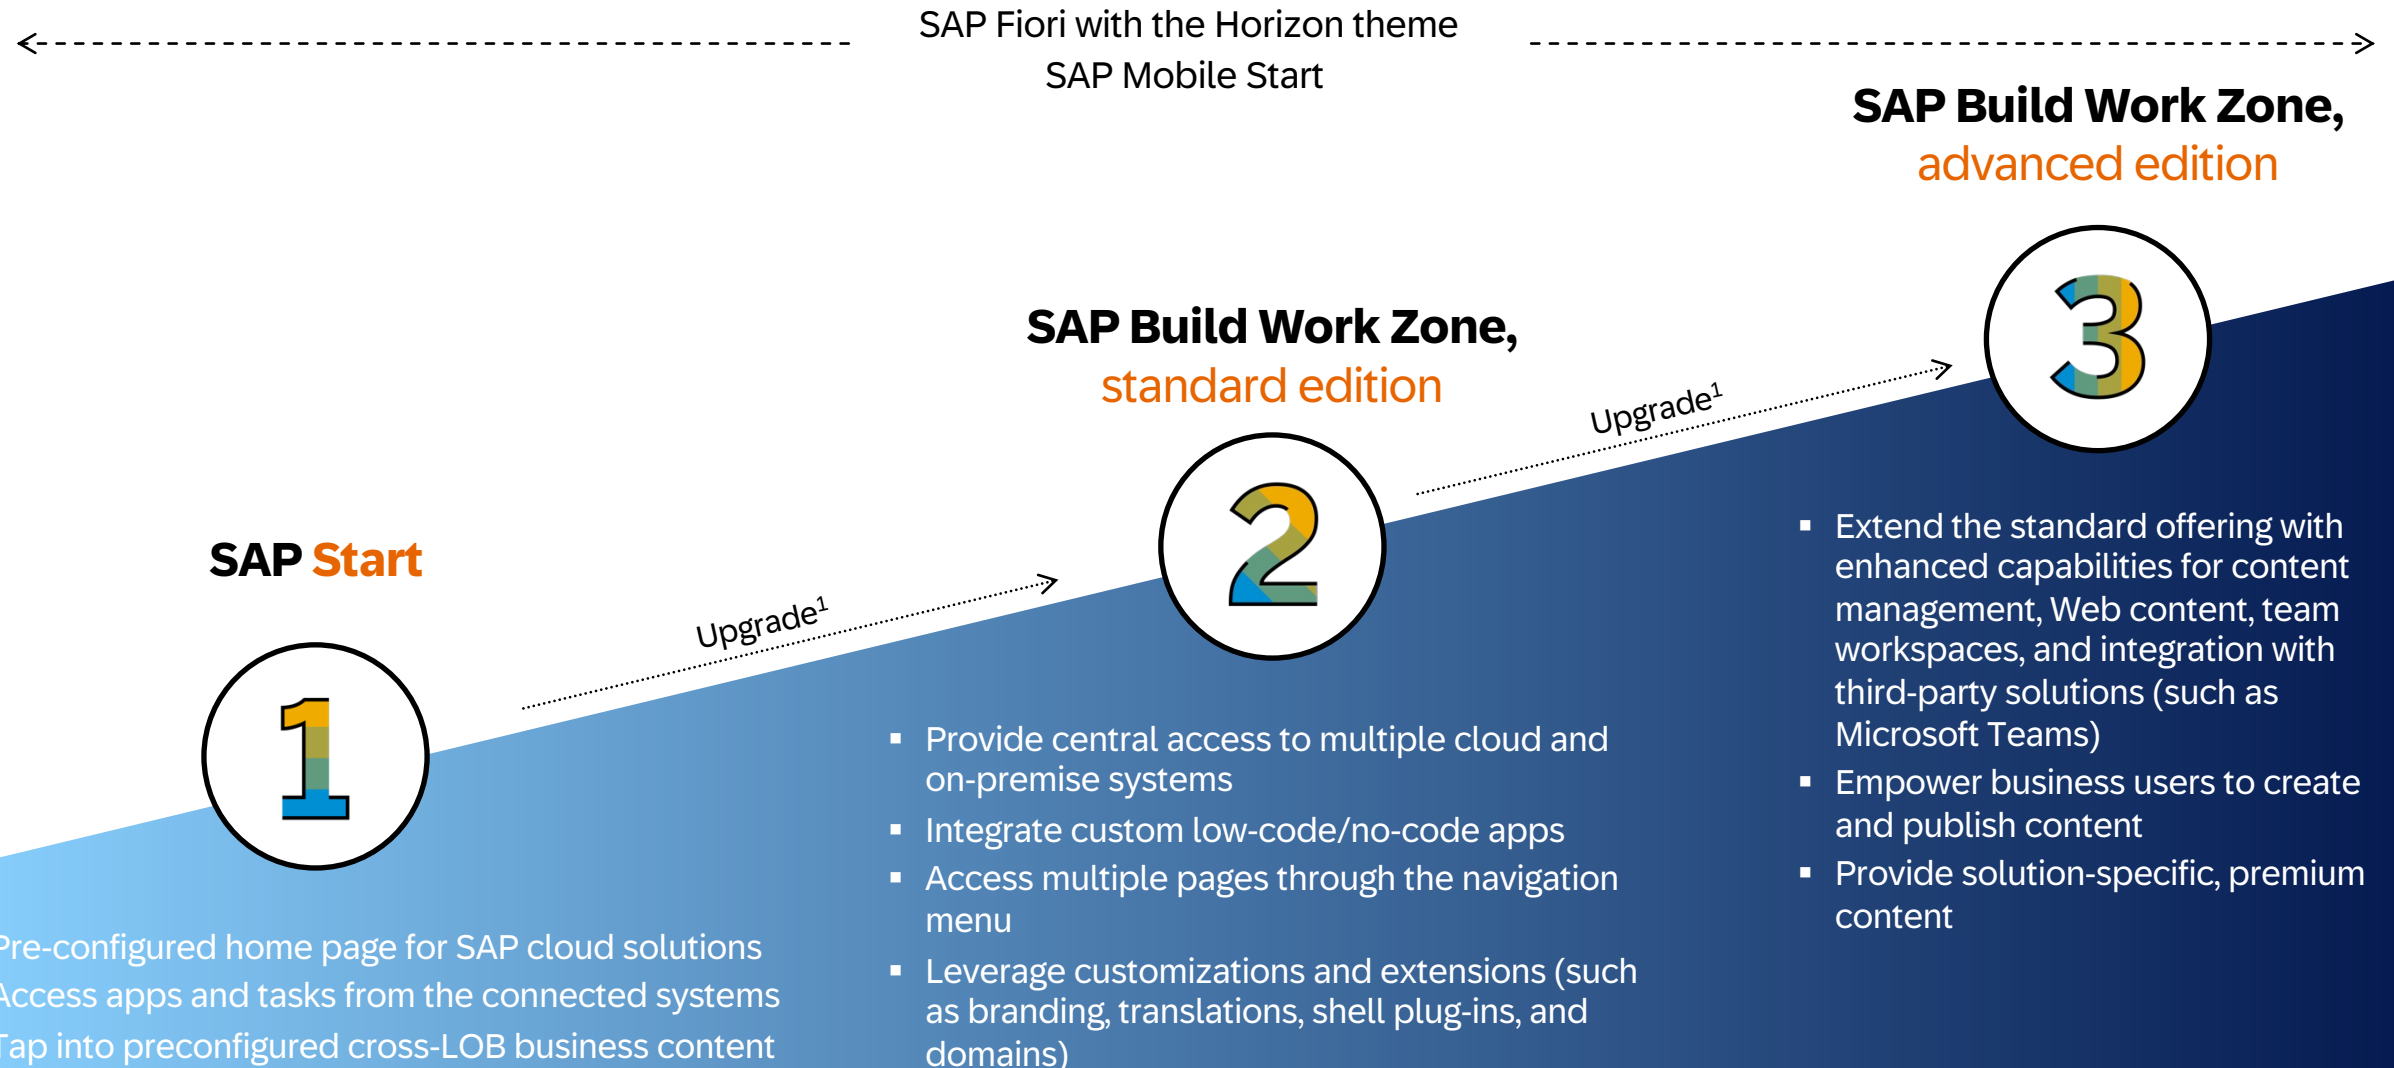 SAP Fiori with the Horizon theme
SAP Mobile Start
SAP Build Work Zone,
advanced edition
3
SAP Build Work Zone,
standard edition
Upgrade¹
2
SAP Start
Upgrade¹
1
▪ Extend the standard offering with
enhanced capabilities for content
management, Web content, team
workspaces, and integration with
third-party solutions (such as
Microsoft Teams)
▪ Empower business users to create
and publish content
▪ Provide solution-specific, premium
content
▪ Provide central access to multiple cloud and
on-premise systems
▪ Integrate custom low-code/no-code apps
▪ Access multiple pages through the navigation
menu
▪ Leverage customizations and extensions (such
as branding, translations, shell plug-ins, and
domains)
Pre-configured home page for SAP cloud solutions
Access apps and tasks from the connected systems
Tap into preconfigured cross-LOB business content